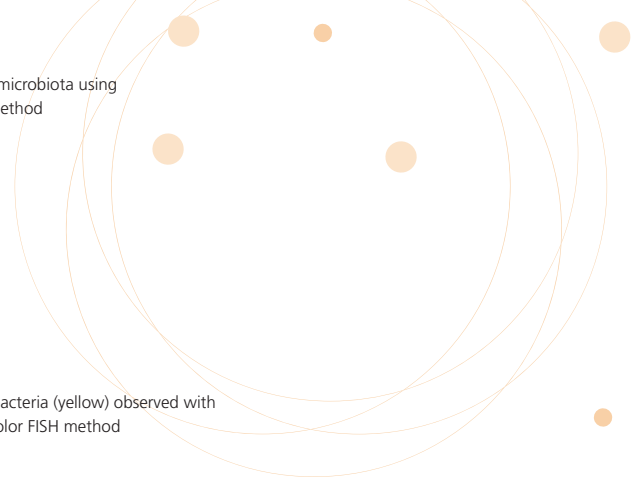 microbiota using
ethod
acteria (yellow) observed with
olor FISH method